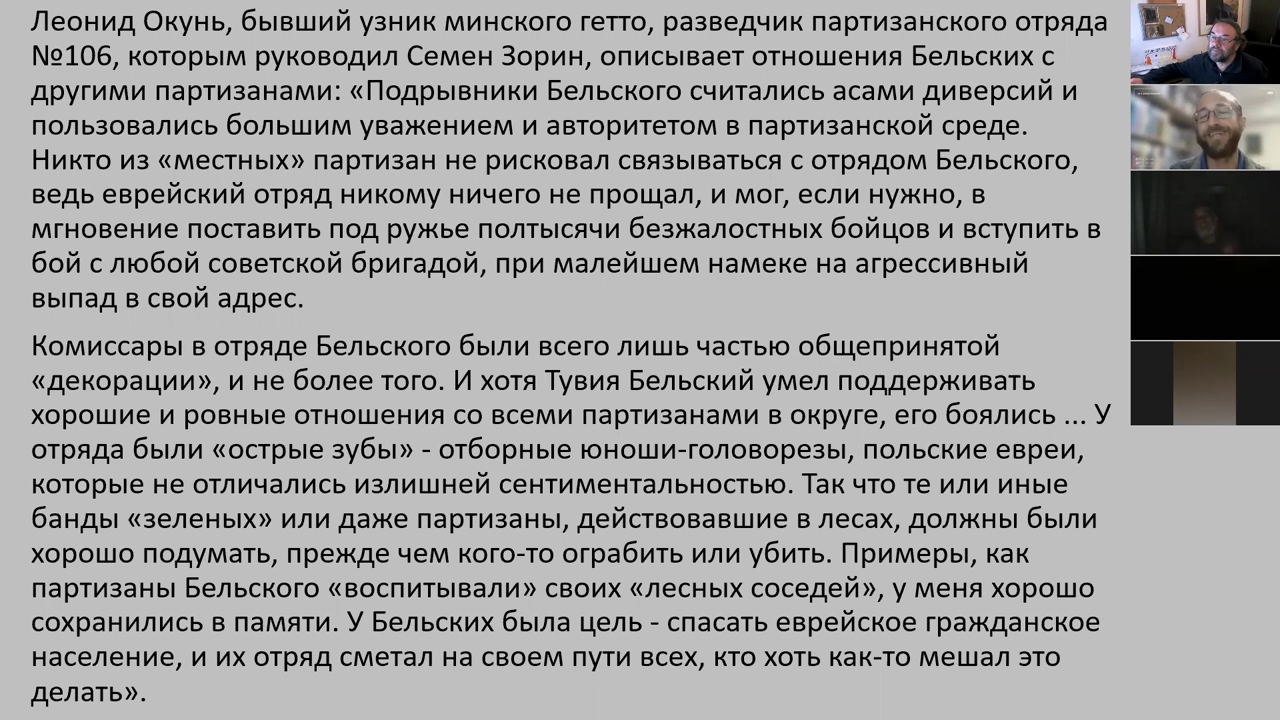 Леонид Окунь, бывший узник минского гетто, разведчик партизанского отряда
№106, которым руководил Семен Зорин, описывает отношения Бельских с
другими партизанами: «Подрывники Бельского считались асами диверсий и
пользовались большим уважением и авторитетом в партизанской среде.
Никто из «местных» партизан не рисковал связываться с отрядом Бельского,
ведь еврейский отряд никому ничего не прощал, и мог, если нужно, в
мгновение поставить под ружье полтысячи безжалостных бойцов и вступить в
бой с любой советской бригадой, при малейшем намеке на агрессивный
выпад в свой адрес.
Комиссары в отряде Бельского были всего лишь частью общепринятой
«декорации», и не более того. И хотя Тувия Бельский умел поддерживать
хорошие и ровные отношения со всеми партизанами в округе, его боялись ... У
отряда были «острые зубы» - отборные юноши-головорезы, польские евреи,
которые не отличались излишней сентиментальностью. Так что те или иные
банды «зеленых» или даже партизаны, действовавшие в лесах, должны были
хорошо подумать, прежде чем кого-то ограбить или убить. Примеры, как
партизаны Бельского «воспитывали» своих «лесных соседей», у меня хорошо
сохранились в памяти. У Бельских была цель - спасать еврейское гражданское
население, и их отряд сметал на своем пути всех, кто хоть как-то мешал это
делать».